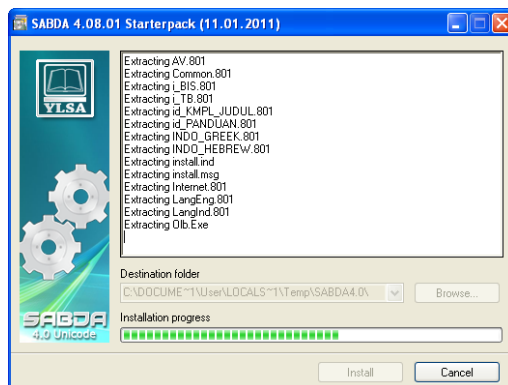 SABDA 4.08.01 Starterpack (11.01.2011)
YLSA
Extracting AV.801
Extracting Common.801
Extracting i_BIS.801
Extracting i_TB.801
Extracting id_KMPL_JUDUL.801
Extracting id_PANDUAN.801
Extracting INDO_GREEK.801
Extracting INDO_HEBREW.801
Extracting install.ind
Extracting install.msg
Extracting Internet.801
Extracting LangEng.801
Extracting LangInd.801
Extracting Olb.Exe
Destination folder
C:\DOCUME~1\User\LOCALS~1\Temp\SABDA4.0\
Browse...
SABDA
4.0 Unicode
Installation progress
Install
Cancel